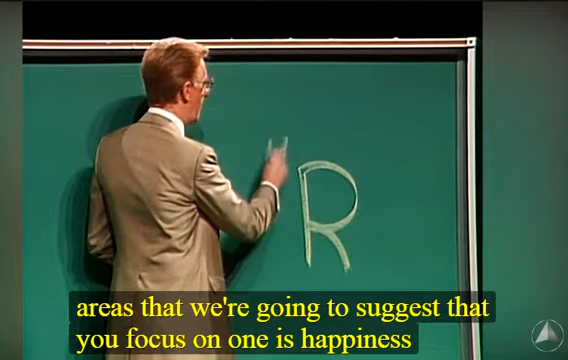 R
areas that we're going to suggest that
you focus on one is happiness